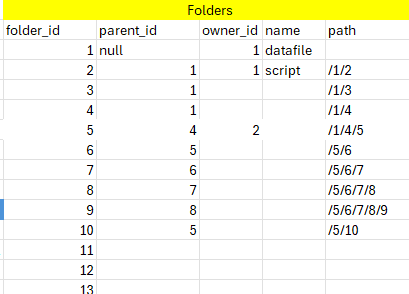 Folders
folder_id parent_id owner_id name path
1 null 1 datafile
2 1 1 script /1/2
3 1 /1/3
4 1 /1/4
5 4 2 /1/4/5
6 5 /5/6
7 6 /5/6/7
8 7 /5/6/7/8
9 8 /5/6/7/8/9
10 5 /5/10
11
12
13